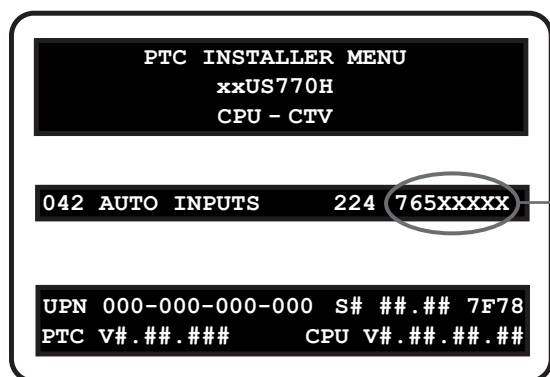 PTC INSTALLER MENU
xxUS770H
CPU - CTV
042 AUTO INPUTS 224 765XXXXX
UPN 000-000-000-000 S# ##.## 7F78
PTC V#.##.### CPU V#.##.##.##